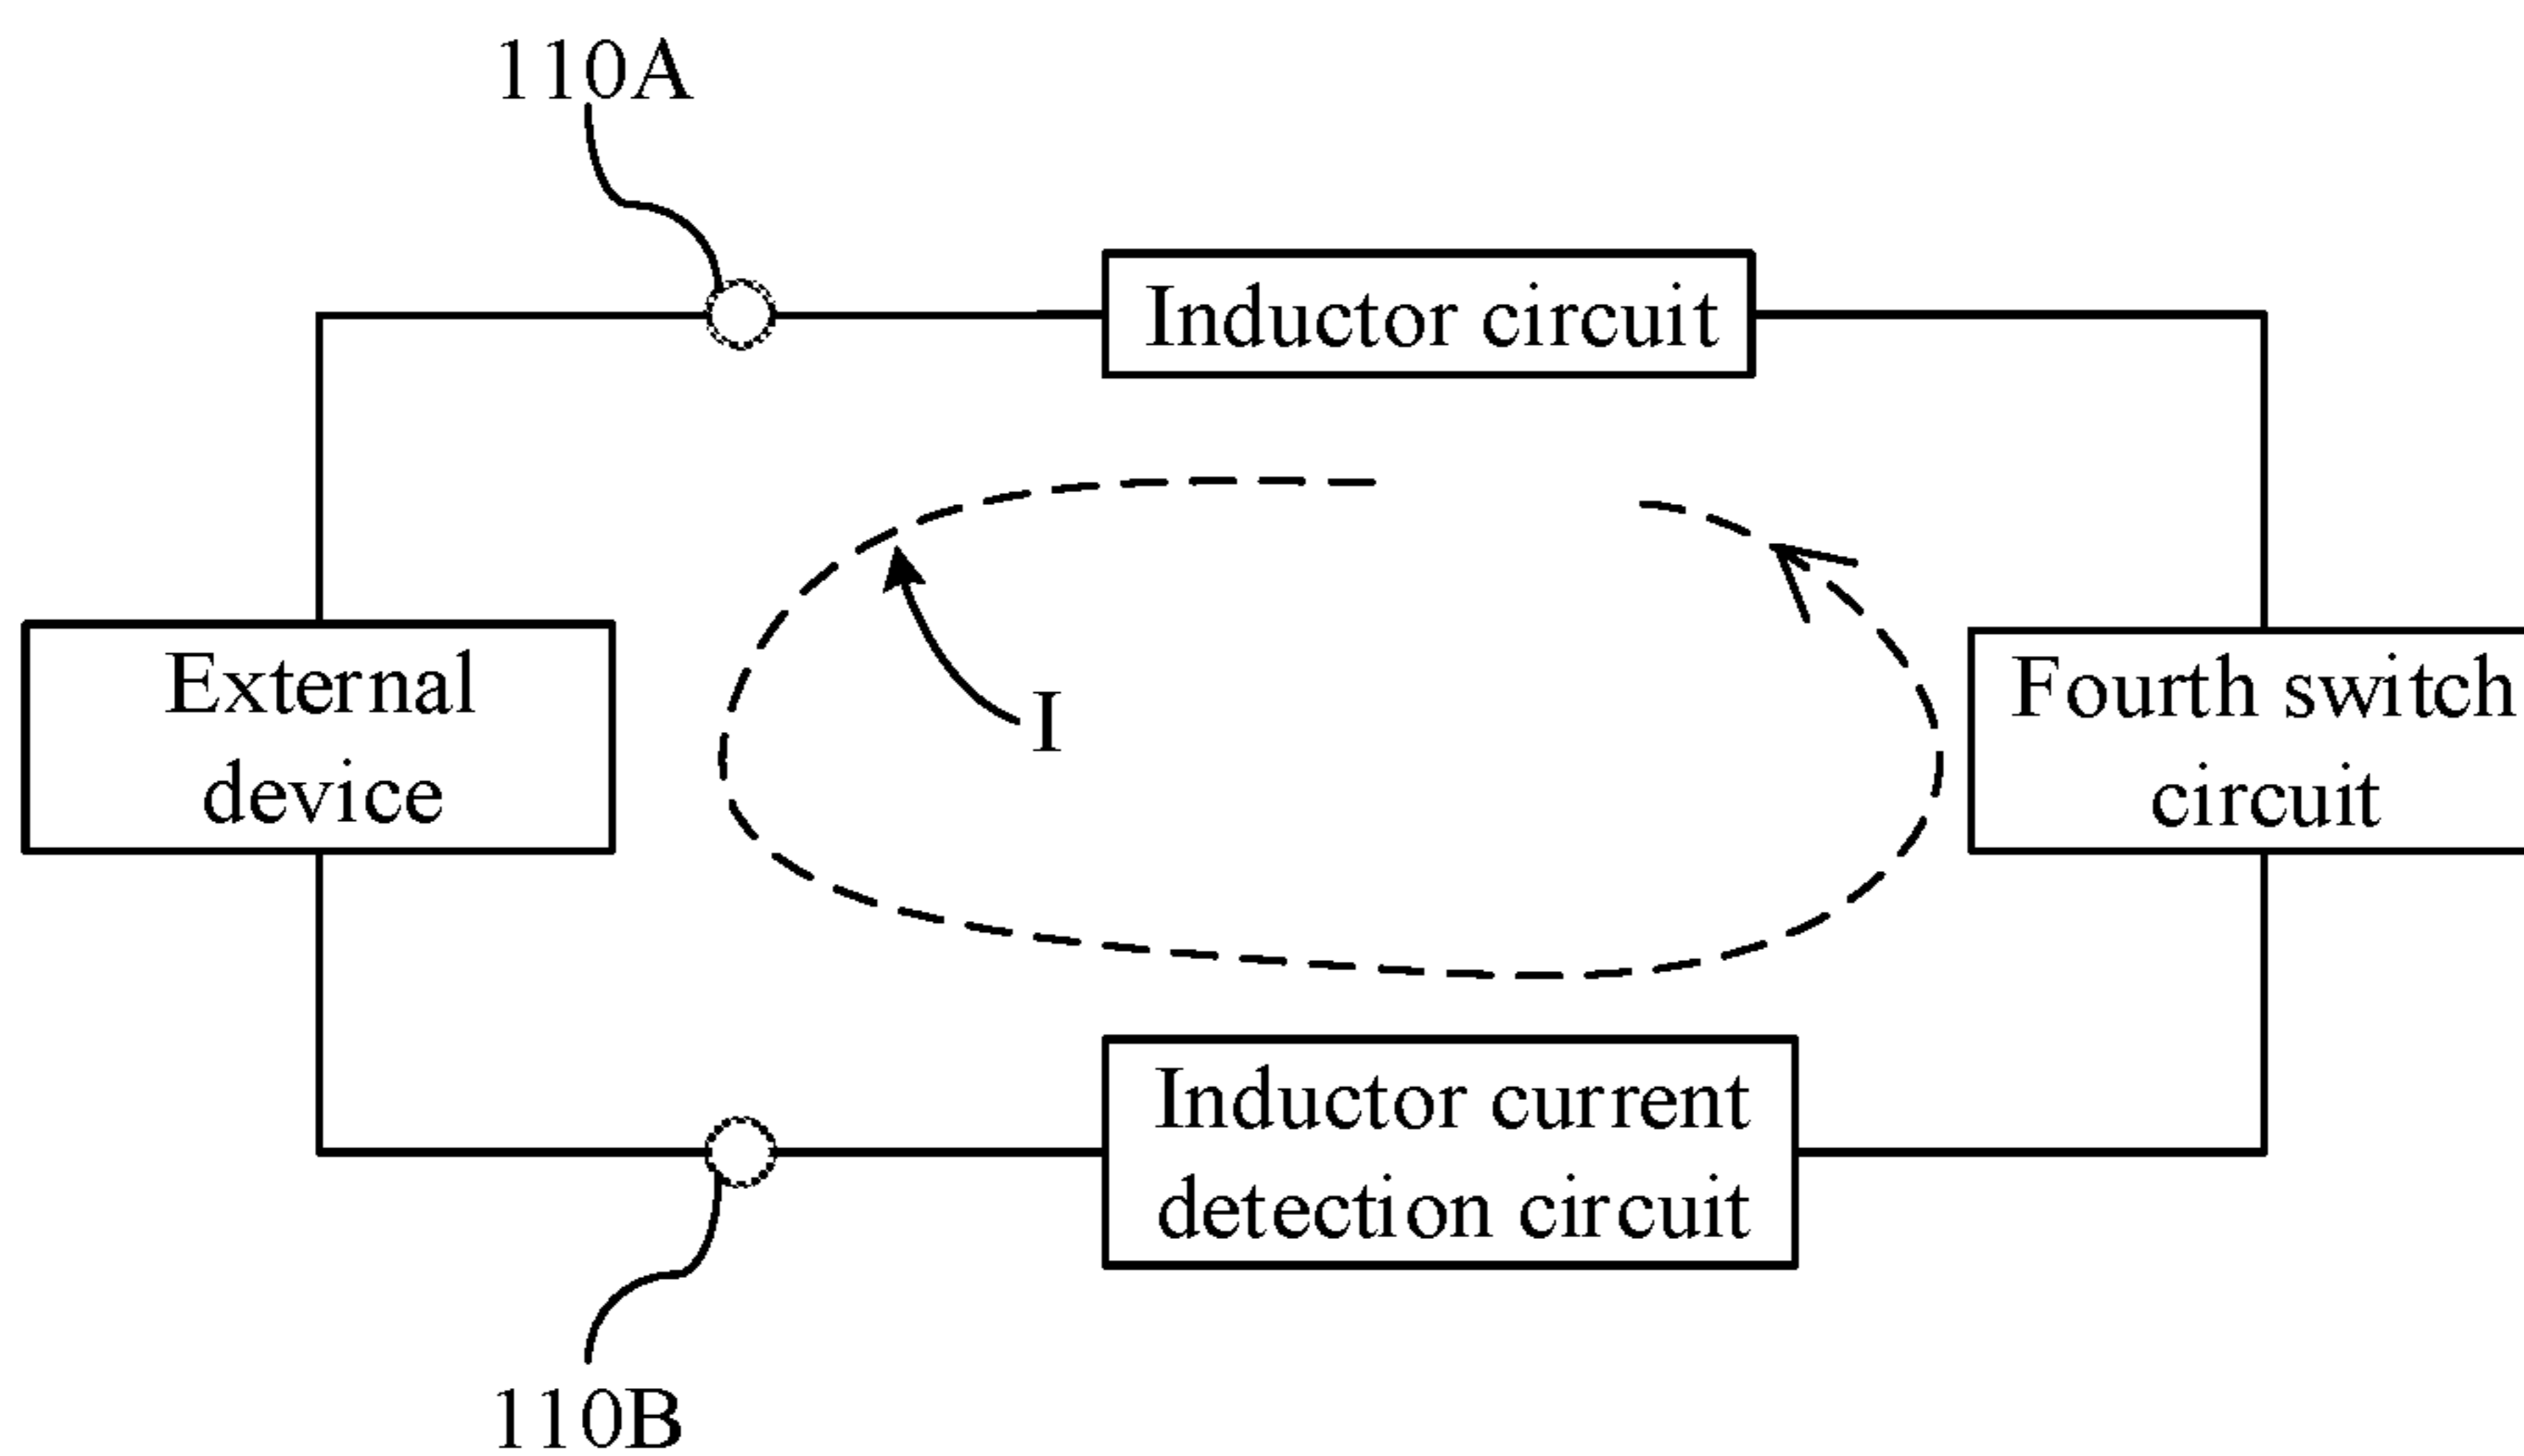 110A
Inductor circuit
External
device
I
Fourth switch
circuit
Inductor current
detection circuit
110B